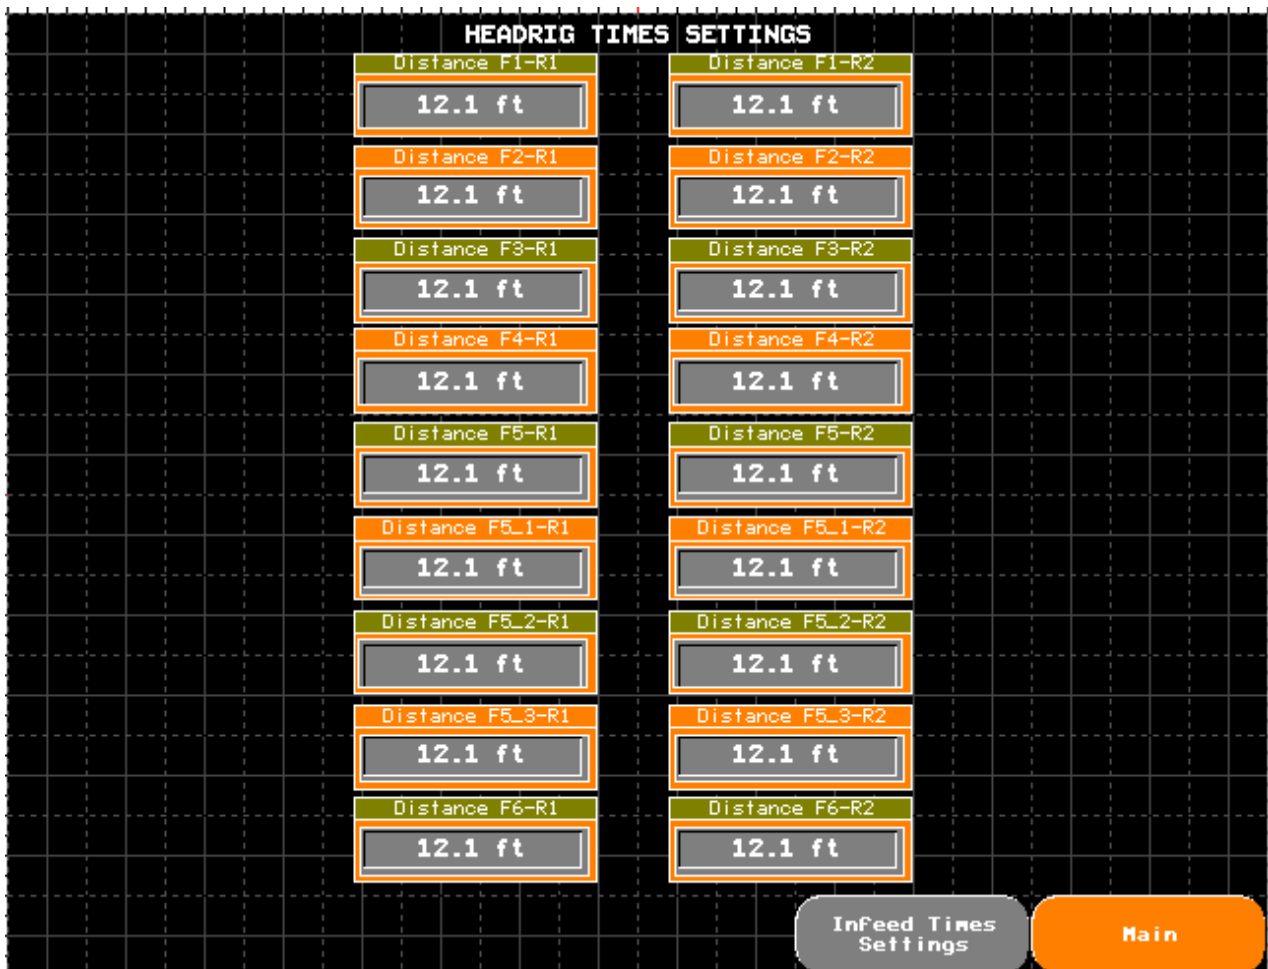 HEADRIG TIMES SETTINGS
Distance F1-R1 Distance F1-R2
12.1 ft 12.1 ft
Distance F2-R1 Distance F2-R2
12.1 ft 12.1 ft
Distance F3-R1 Distance F3-R2
12.1 ft 12.1 ft
Distance F4-R1 Distance F4-R2
12.1 ft 12.1 ft
Distance F5-R1 Distance F5-R2
12.1 ft 12.1 ft
Distance F5_1-R1 Distance F5_1-R2
12.1 ft 12.1 ft
Distance F5_2-R1 Distance F5_2-R2
12.1 ft 12.1 ft
Distance F5_3-R1 Distance F5_3-R2
12.1 ft 12.1 ft
Distance F6-R1 Distance F6-R2
12.1 ft 12.1 ft
InFeed Times
Settings
Main